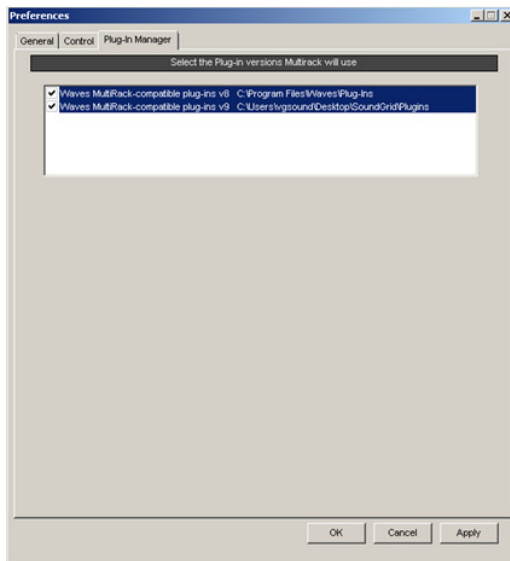 Preferences
General Control Plug-In Manager
Select the Plug-in versions Multirack will use
Waves MultiRack-compatible plug-ins v8 C:\Program Files\Waves\Plug-Ins
Waves MultiRack-compatible plug-ins v9 C:\Users\vgsound\Desktop\SoundGrid\Plugins
OK Cancel Apply